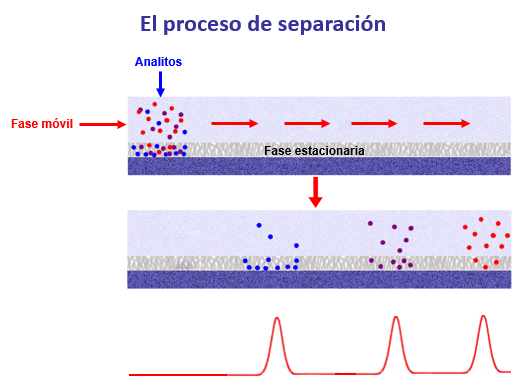 El proceso de separación
Analitos
Fase móvil
Fase estacionaria